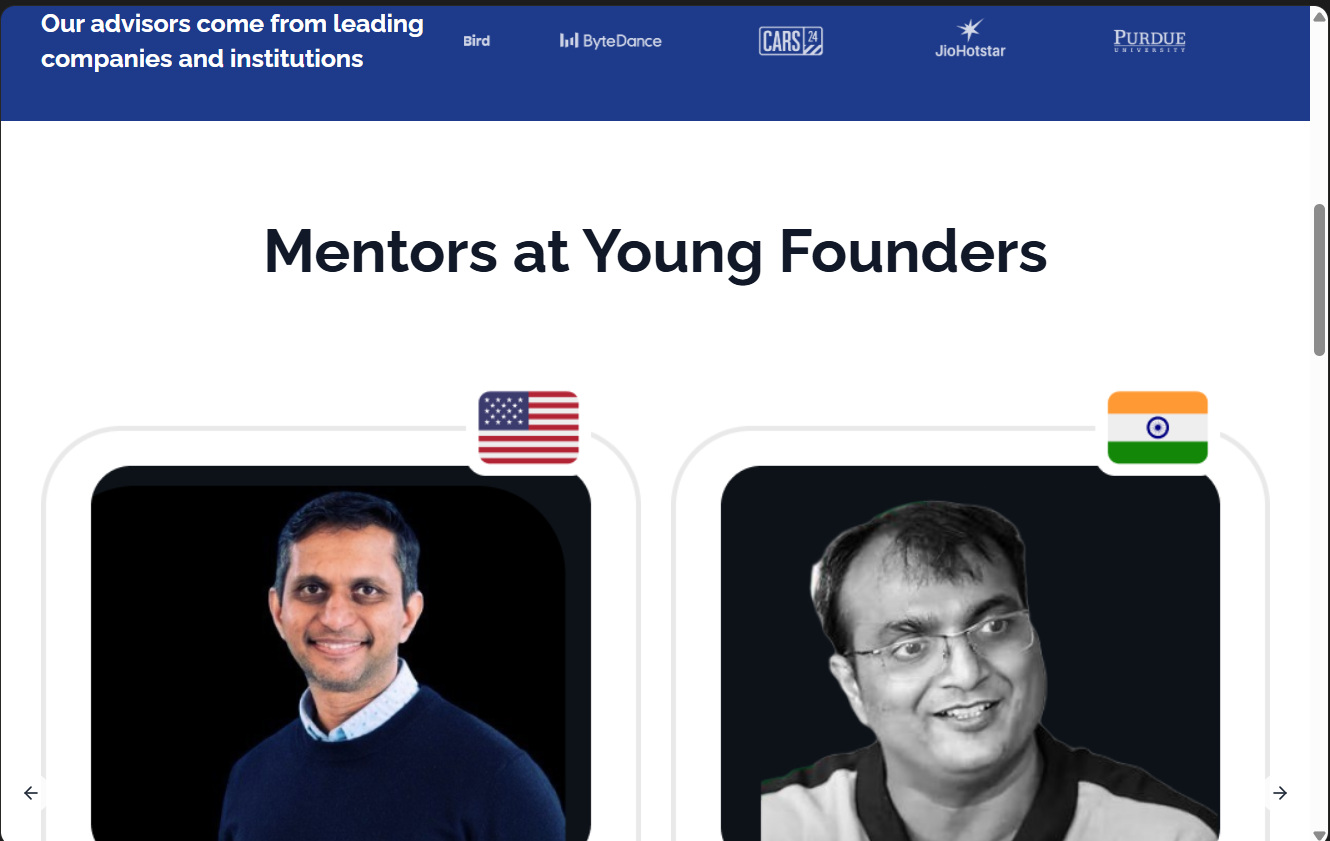 Our advisors come from leading
companies and institutions
Bird
ByteDance
CARS 24
JioHotstar
PURDUE
UNIVERSITY
Mentors at Young Founders